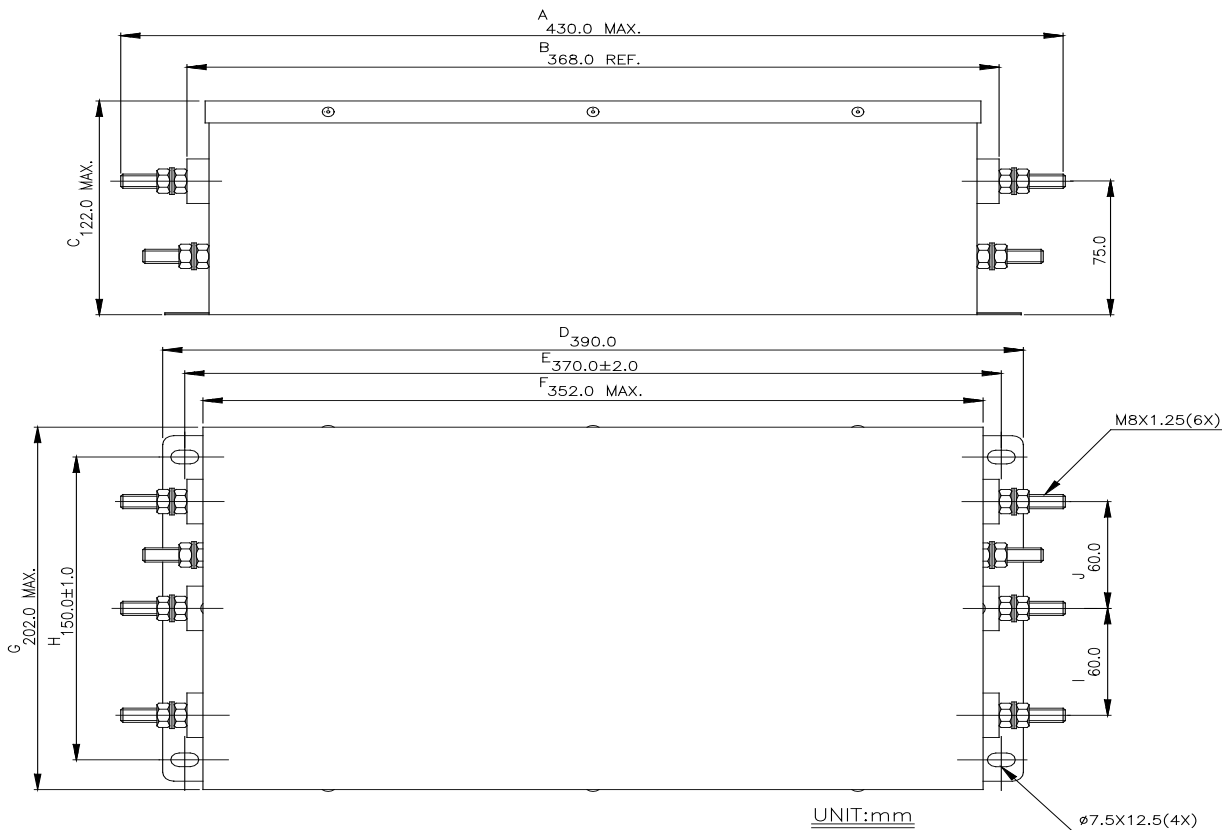 A 430.0 MAX.
B 368.0 REF.
C 122.0 MAX.
75.0
D 390.0
E 370.0±2.0
F 352.0 MAX.
M8X1.25(6X)
G 202.0 MAX.
H 150.0±1.0
J 60.0
I 60.0
UNIT:mm
ø7.5X12.5(4X)